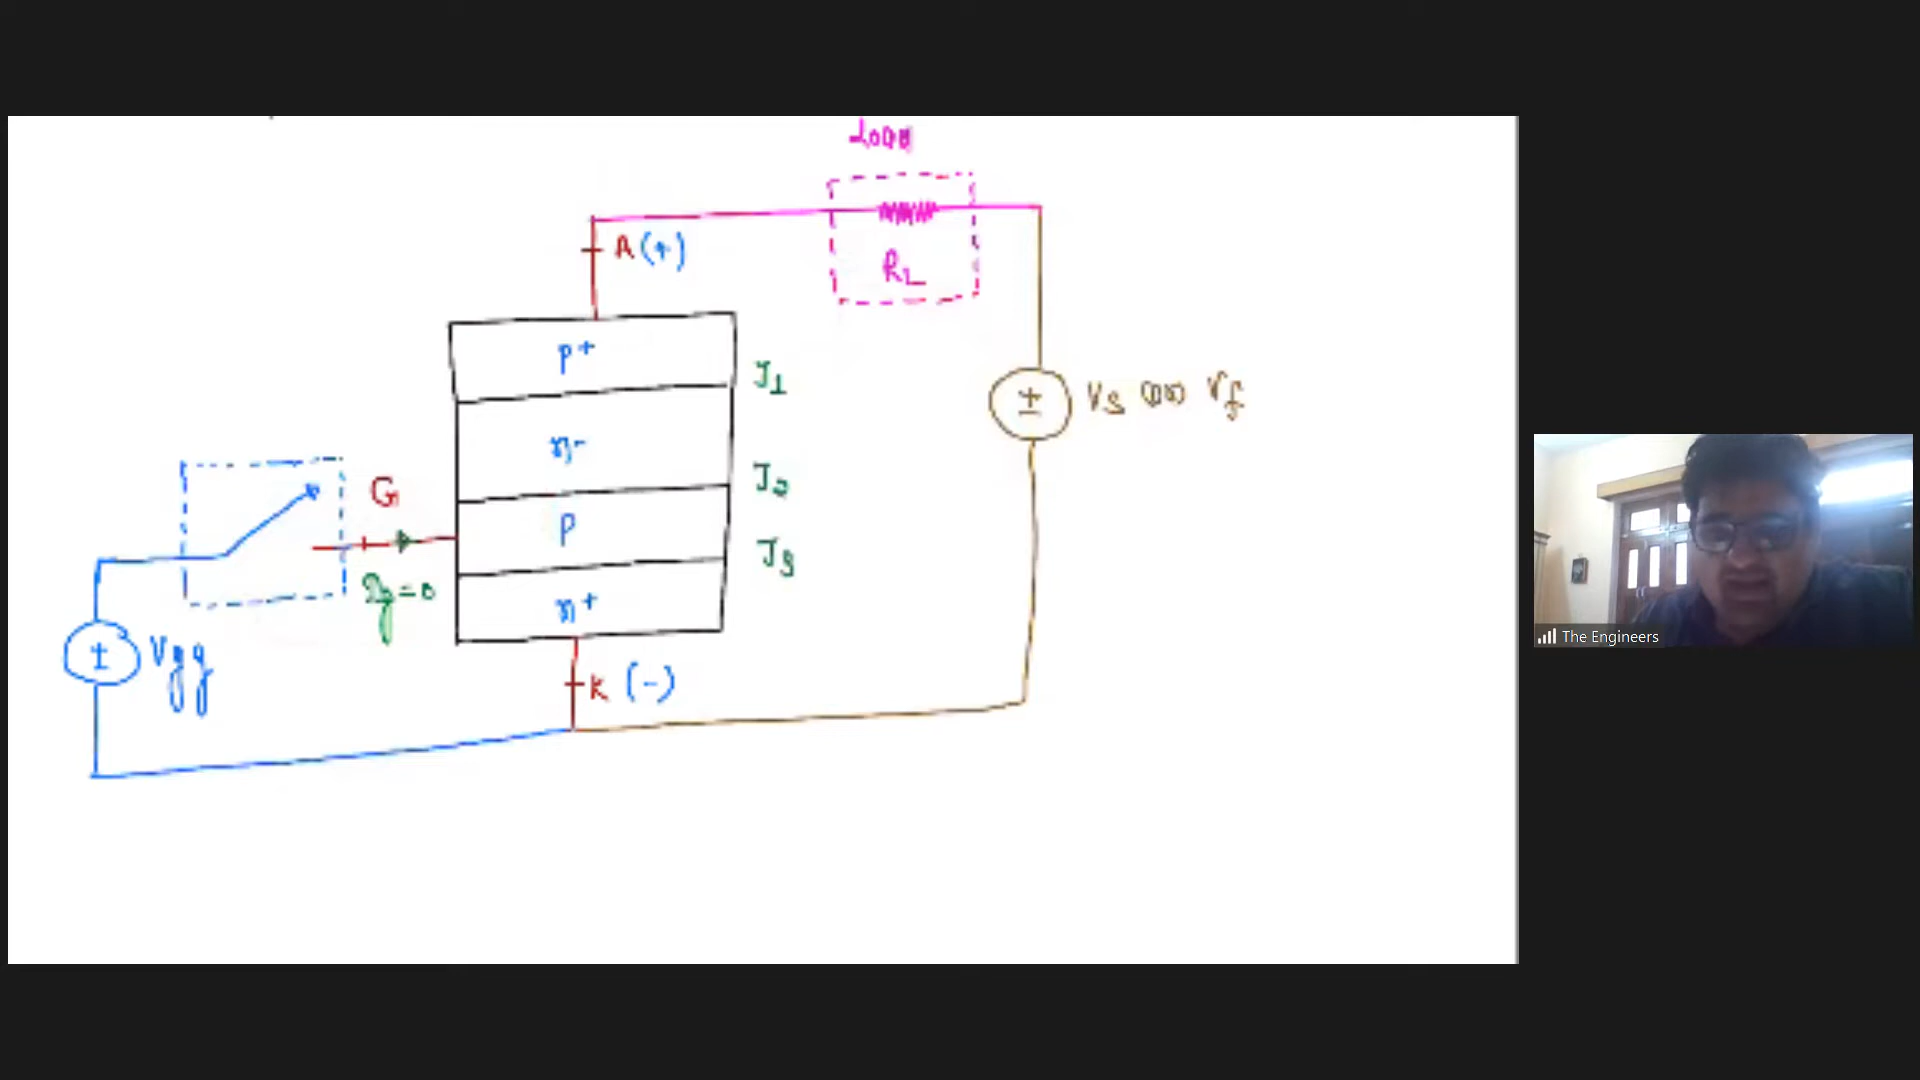 Load
A (+)
RL
P+
J1
± Vs (or) Vf
n-
J2
G
P
J3
Ig=0
n+
± Vgg
K (-)
The Engineers